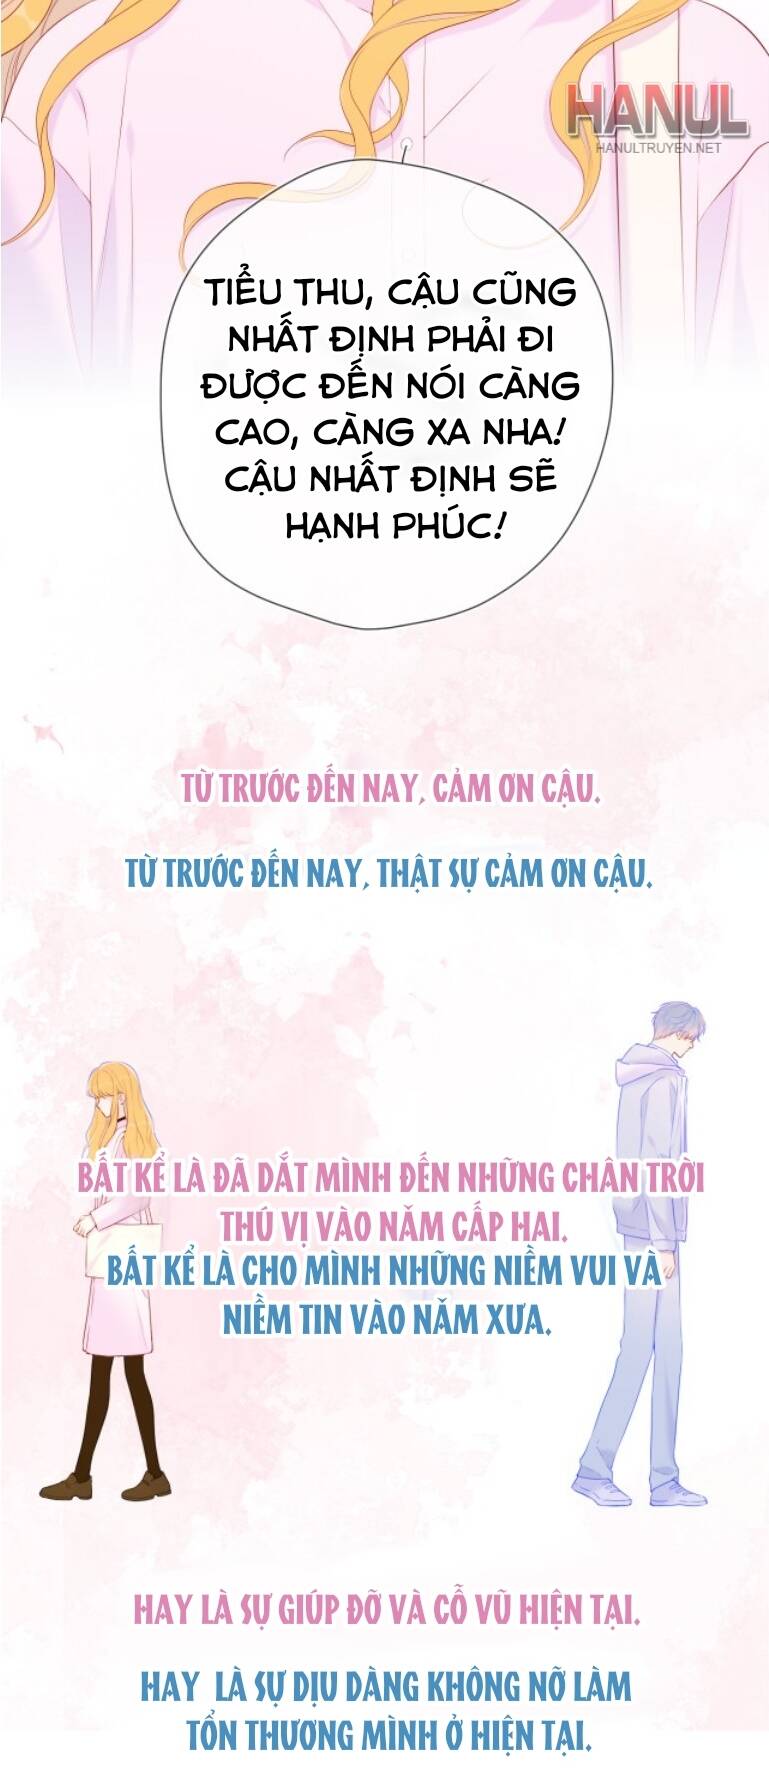 HANUL
HANULTRUYEN.NET
TIỂU THU, CẬU CŨNG
NHẤT ĐỊNH PHẢI ĐI
ĐƯỢC ĐẾN NÓI CÀNG
CAO, CÀNG XA NHA!
CẬU NHẤT ĐỊNH SẼ
HẠNH PHÚC!
TỪ TRƯỚC ĐẾN NAY, CẢM ƠN CẬU.
TỪ TRƯỚC ĐẾN NAY, THẬT SỰ CẢM ƠN CẬU.
BẤT KỂ LÀ ĐÃ DẮT MÌNH ĐẾN NHỮNG CHÂN TRỜI
THÚ VỊ VÀO NĂM CẤP HAI.
BẤT KỂ LÀ CHO MÌNH NHỮNG NIỀM VUI VÀ
NIỀM TIN VÀO NĂM XƯA.
HAY LÀ SỰ GIÚP ĐỠ VÀ CỔ VŨ HIỆN TẠI.
HAY LÀ SỰ DỊU DÀNG KHÔNG NỠ LÀM
TỔN THƯƠNG MÌNH Ở HIỆN TẠI.